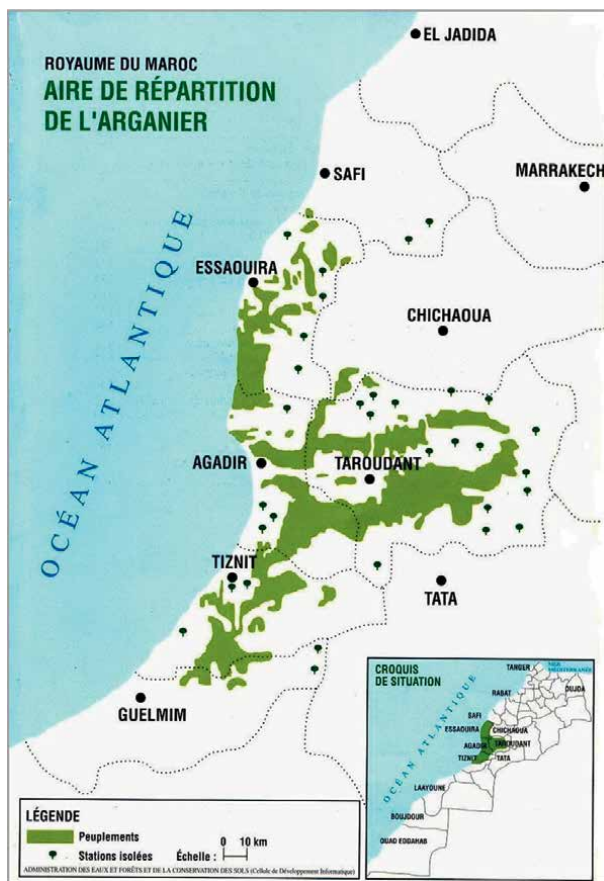 ROYAUME DU MAROC
AIRE DE RÉPARTITION
DE L'ARGANIER
EL JADIDA
SAFI
MARRAKECH
ESSAOUIRA
CHICHAOUA
OCÉAN ATLANTIQUE
AGADIR
TAROUDANT
TIZNIT
TATA
GUELMIM
CROQUIS
DE SITUATION
TANGER
MER
MÉDITERRANÉE
RABAT
OUJDA
SAFI
ESSAOUIRA
CHICHAOUA
AGADIR
TAROUDANT
TIZNIT
TATA
OCÉAN ATLANTIQUE
LAAYOUNE
BOUJDOUR
OUAD EDDAHAB
LÉGENDE
Peuplements
Stations isolées
Échelle :
0 10 km
ADMINISTRATION DES EAUX ET FORÊTS ET DE LA CONSERVATION DES SOLS (Cellule de Développement Informatique)